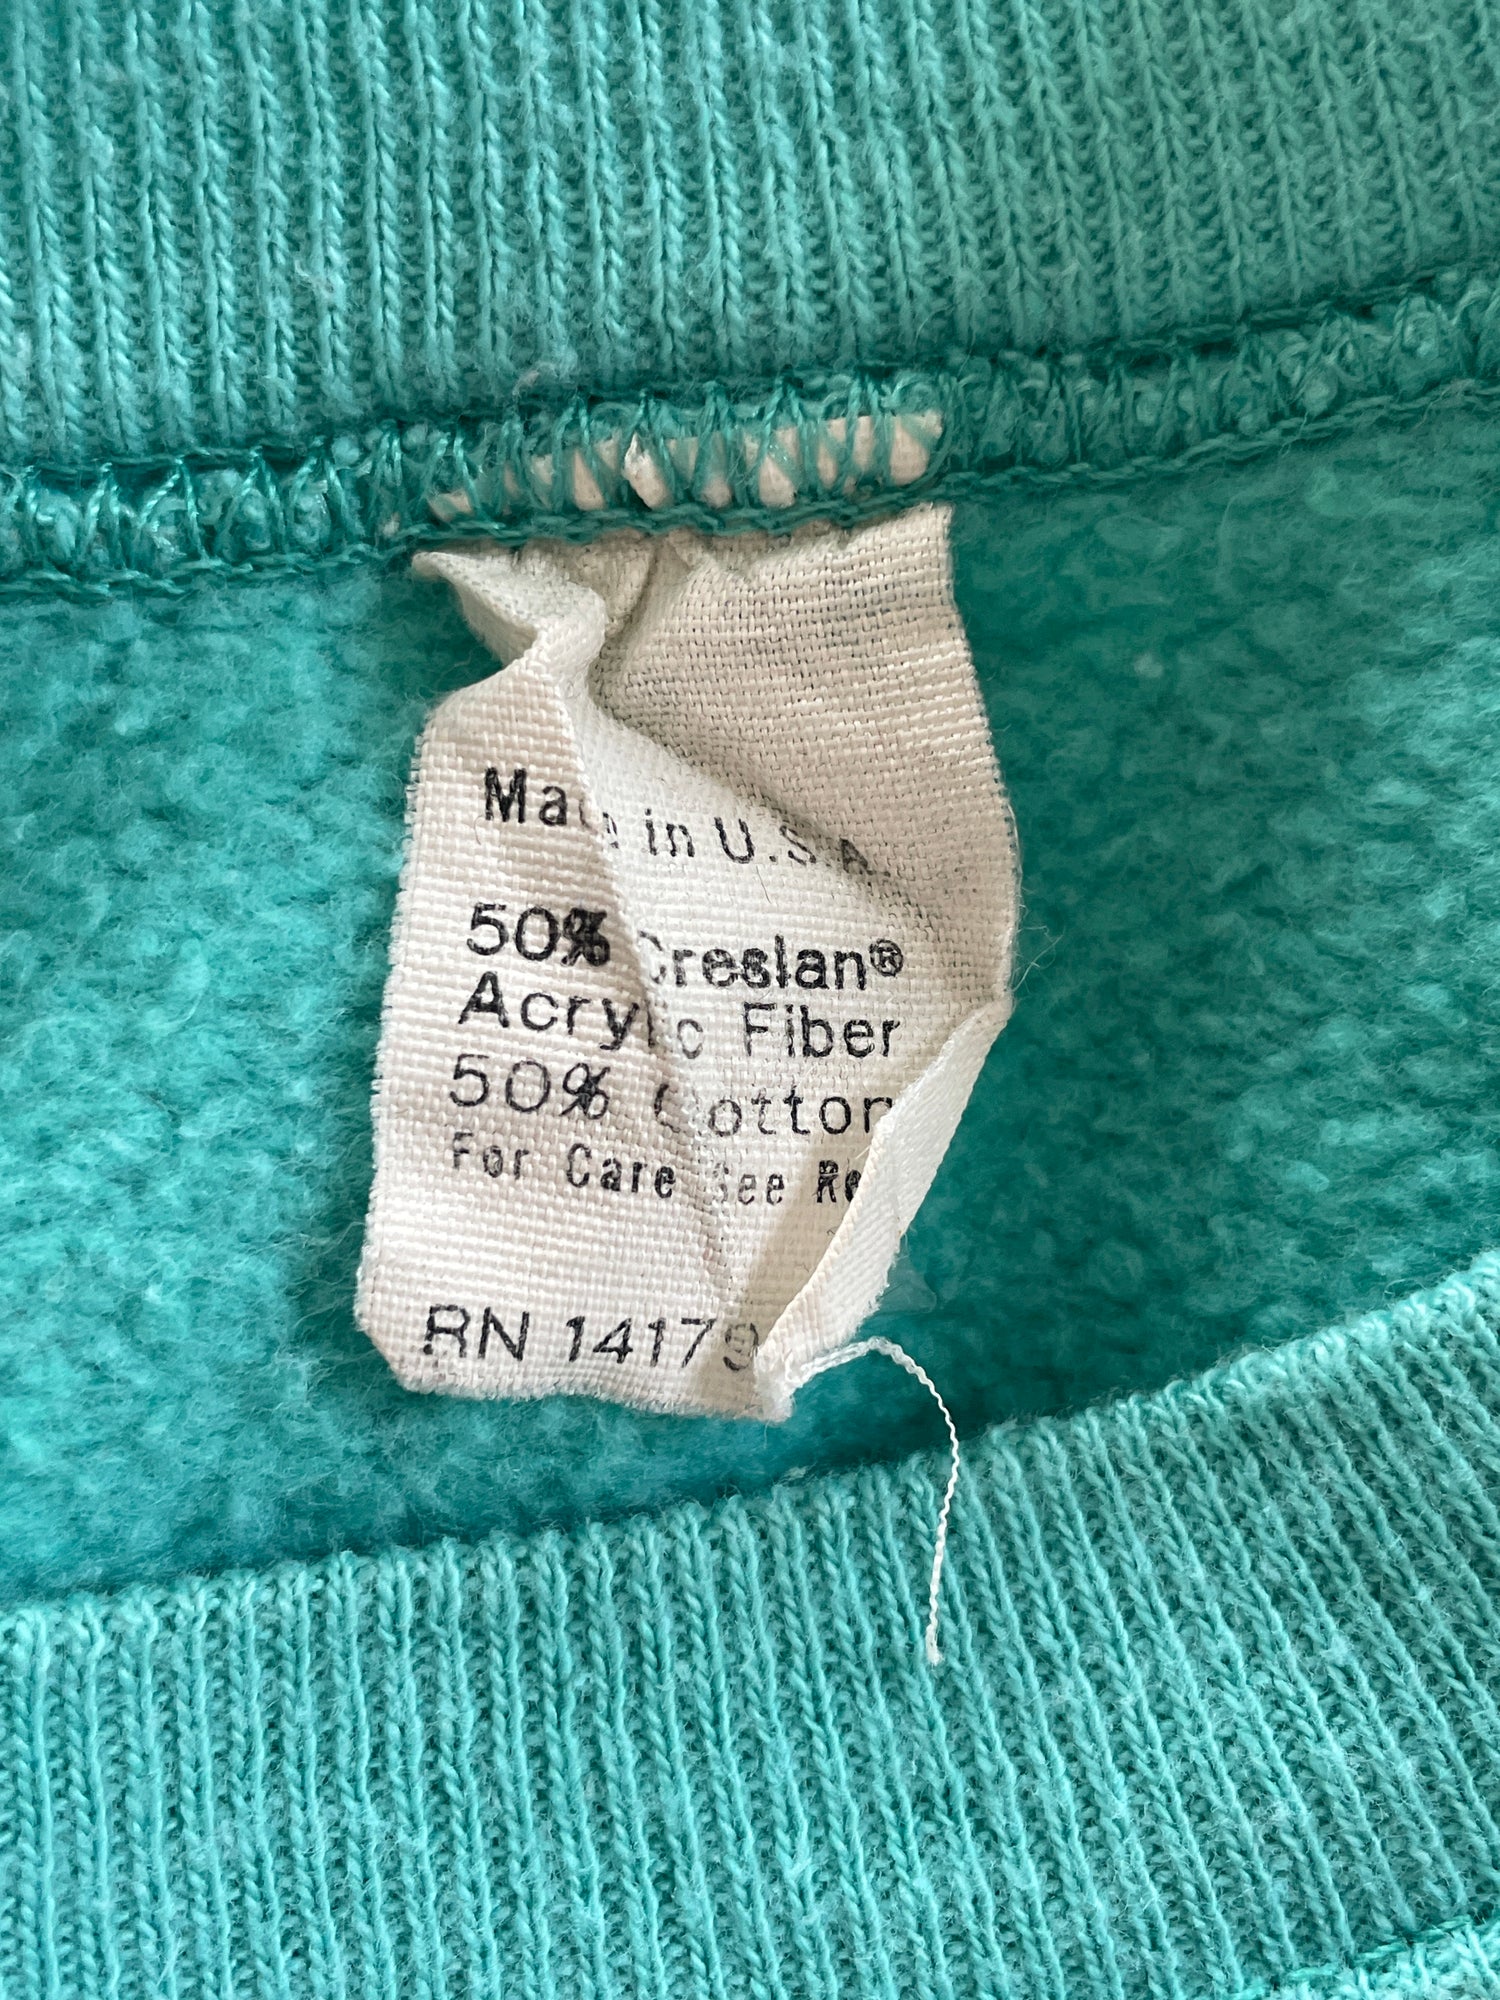 Made in U.S.A.
50% Creslan®
Acrylic Fiber
50% Cotton
For Care See
RN 14179